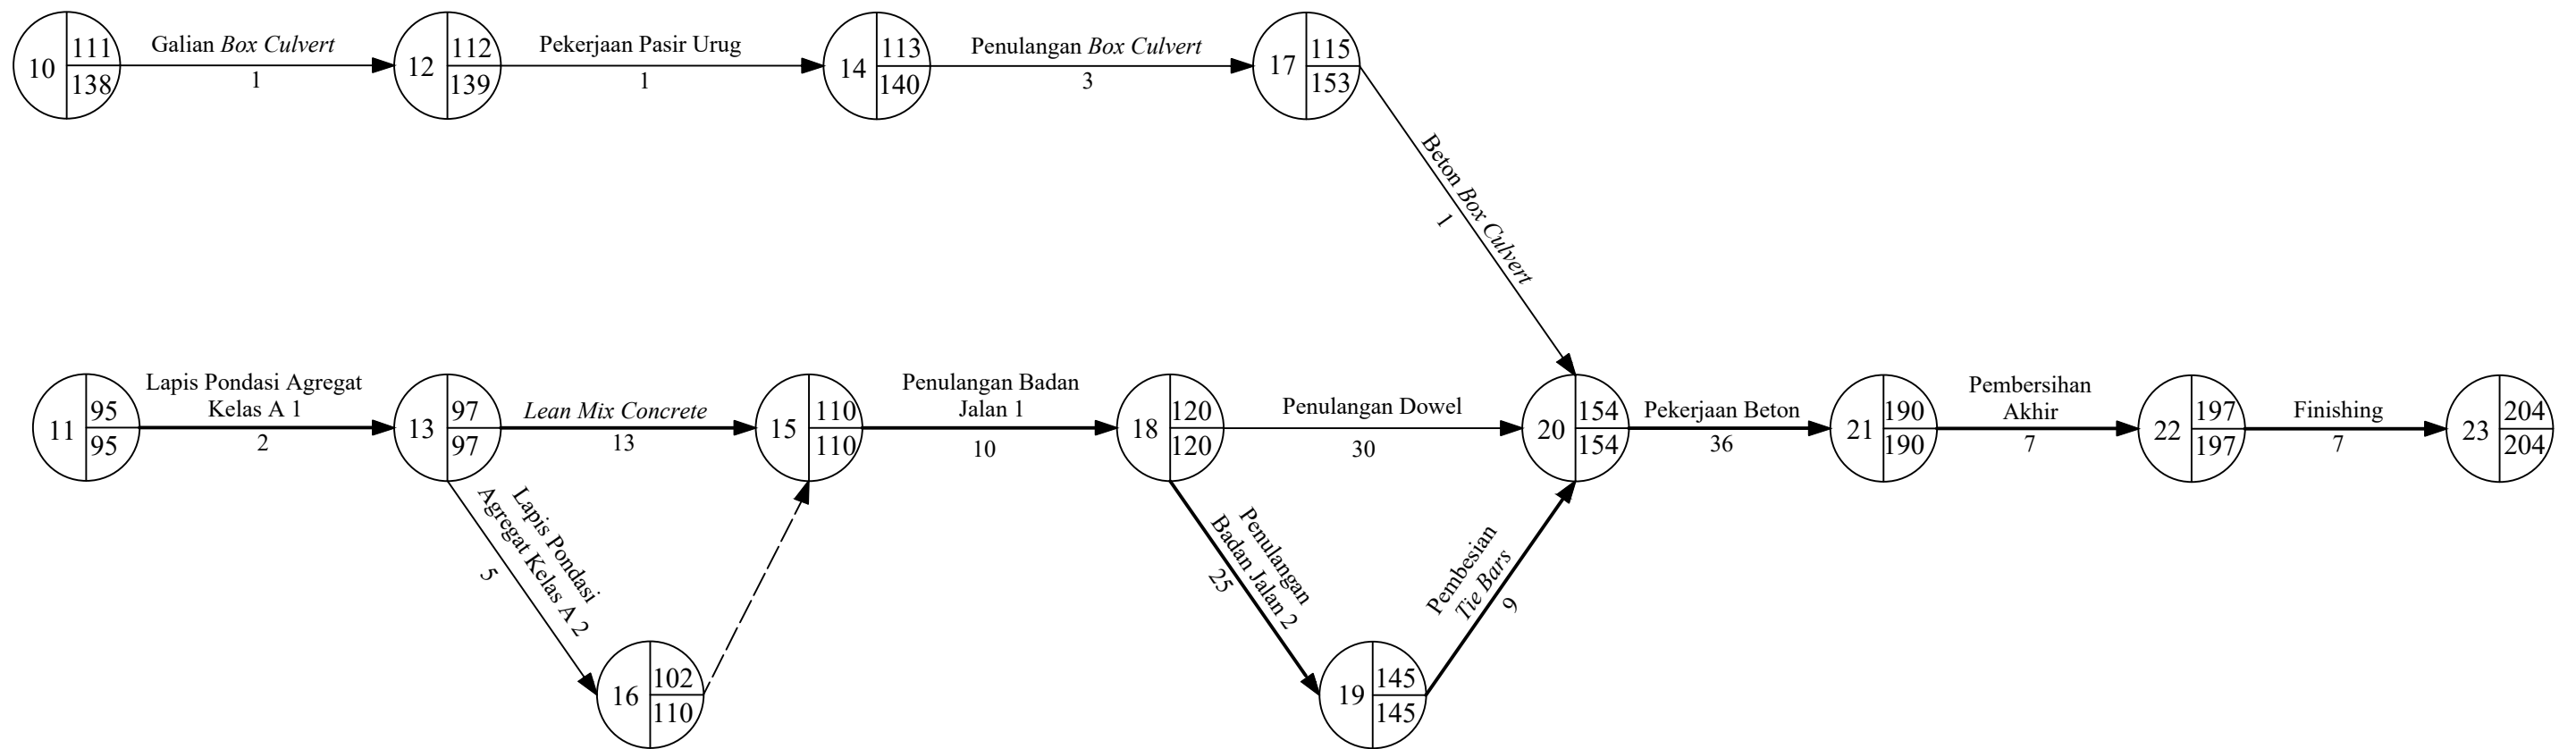 10 111 138
Galian Box Culvert
1
12 112 139
Pekerjaan Pasir Urug
1
14 113 140
Penulangan Box Culvert
3
17 115 153
Beton Box Culvert
1
11 95 95
Lapis Pondasi Agregat
Kelas A 1
2
13 97 97
Lean Mix Concrete
13
15 110 110
Penulangan Badan
Jalan 1
10
18 120 120
Penulangan Dowel
30
20 154 154
Pekerjaan Beton
36
21 190 190
Pembersihan
Akhir
7
22 197 197
Finishing
7
23 204 204
Lapis Pondasi
Agregat Kelas A 2
5
16 102 110
Penulangan
Badan Jalan 2
25
19 145 145
Pembesian
Tie Bars
9